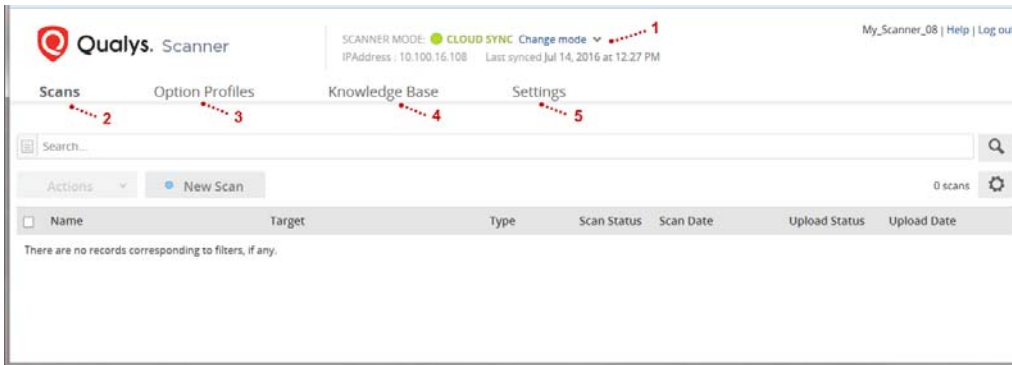 Qualys. Scanner
SCANNER MODE: CLOUD SYNC Change mode 1
IPAddress : 10.100.16.108 Last synced Jul 14, 2016 at 12:27 PM
My_Scanner_08 | Help | Log out
Scans Option Profiles Knowledge Base Settings
2 3 4 5
Search...
Actions New Scan 0 scans
Name Target Type Scan Status Scan Date Upload Status Upload Date
There are no records corresponding to filters, if any.